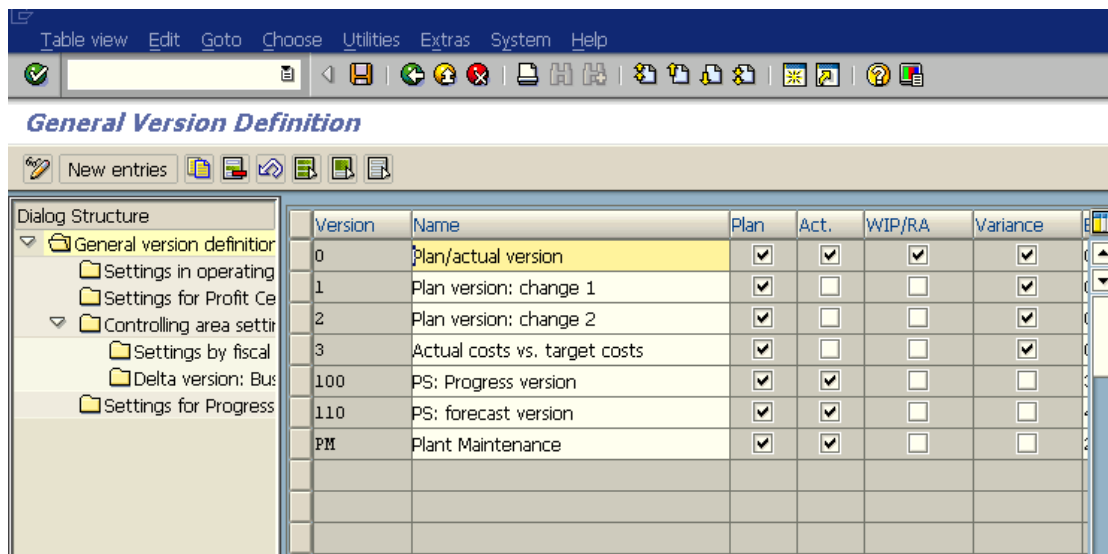 Table view Edit Goto Choose Utilities Extras System Help
General Version Definition
New entries
Dialog Structure
General version definition
Settings in operating
Settings for Profit Ce
Controlling area settin
Settings by fiscal
Delta version: Bus
Settings for Progress
Version Name Plan Act. WIP/RA Variance
0 Plan/actual version
1 Plan version: change 1
2 Plan version: change 2
3 Actual costs vs. target costs
100 PS: Progress version
110 PS: forecast version
PM Plant Maintenance